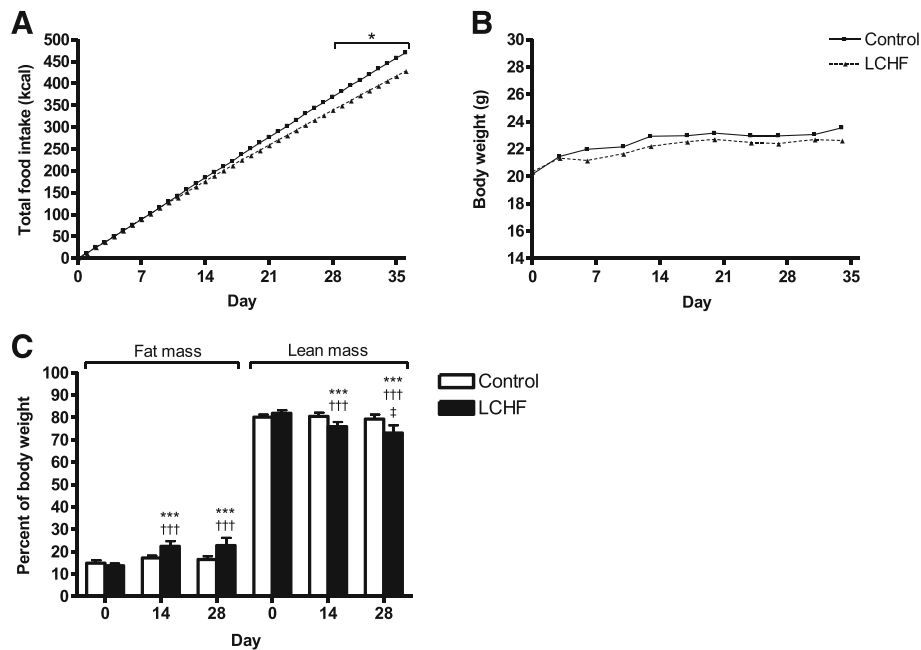 A
Total food intake (kcal)
500
450
400
350
300
250
200
150
100
50
0
*
0 7 14 21 28 35
Day
B
Body weight (g)
30
28
26
24
22
20
18
16
14
0 7 14 21 28 35
Day
Control
LCHF
C
Fat mass Lean mass
Percent of body weight
100
90
80
70
60
50
40
30
20
10
0
***
†††
***
†††
***
†††
***
†††
‡
0 14 28 0 14 28
Day
Control
LCHF